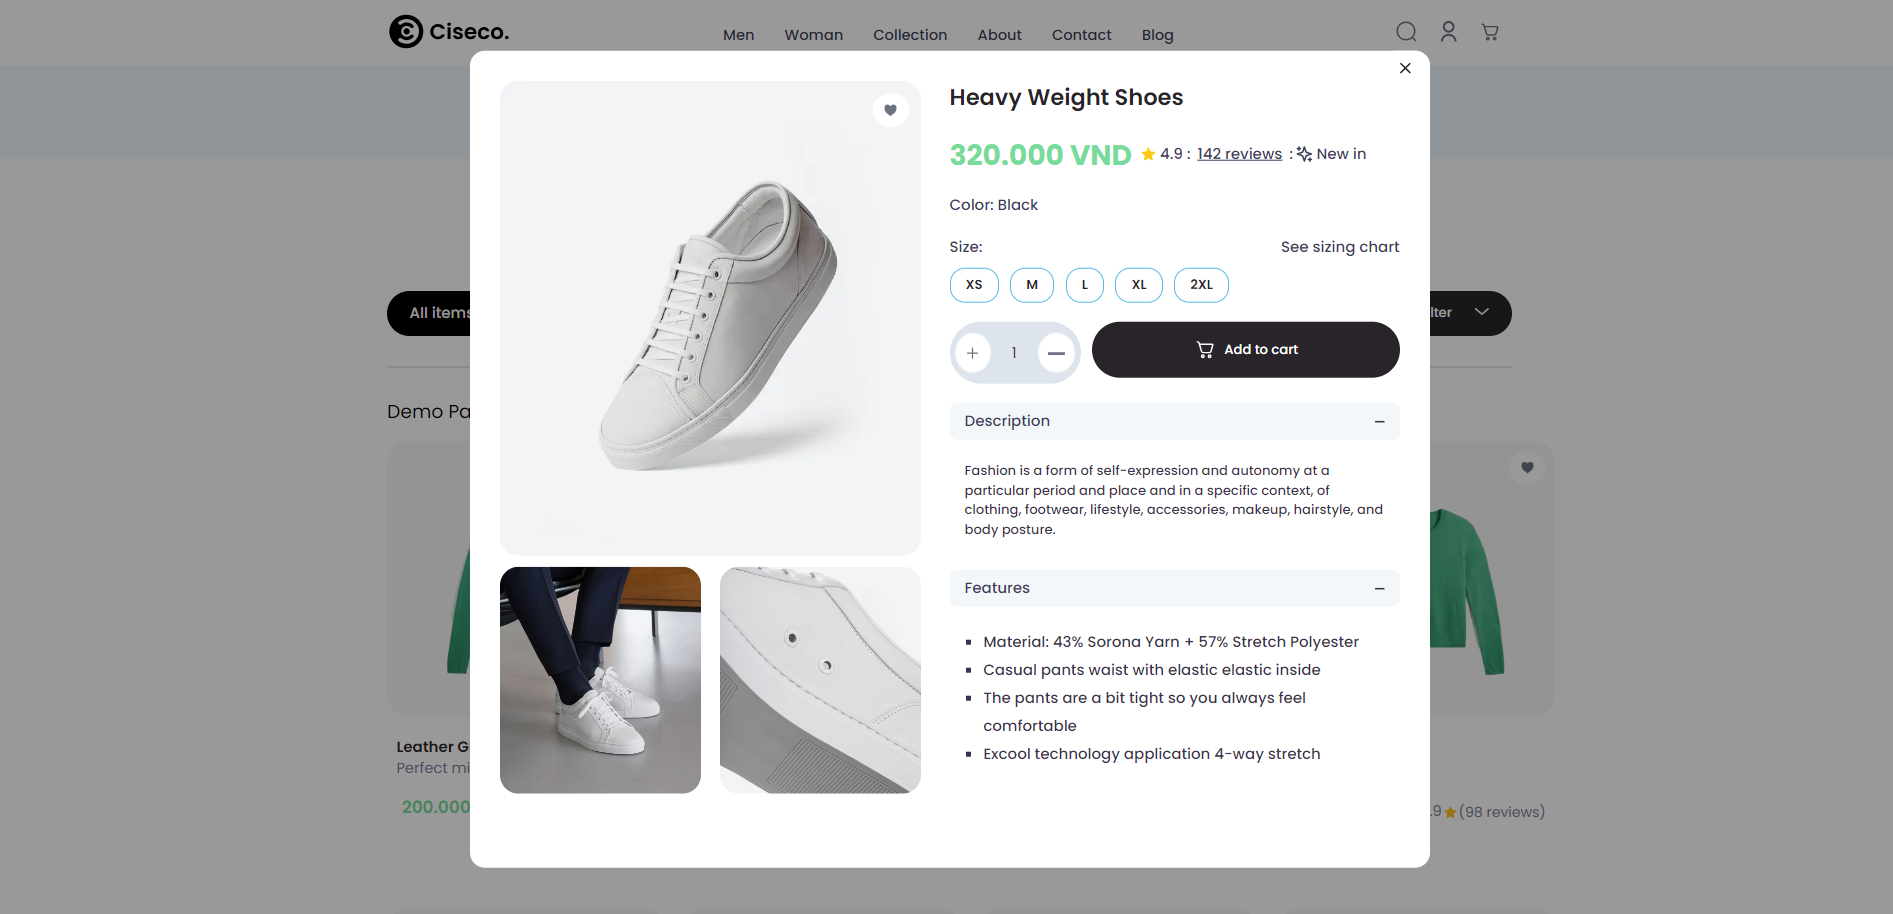 Ciseco.
Men Woman Collection About Contact Blog
Heavy Weight Shoes
320.000 VND 4.9 : 142 reviews : New in
Color: Black
Size: See sizing chart
XS M L XL 2XL
1 Add to cart
Description
Fashion is a form of self-expression and autonomy at a
particular period and place and in a specific context, of
clothing, footwear, lifestyle, accessories, makeup, hairstyle, and
body posture.
Features
Material: 43% Sorona Yarn + 57% Stretch Polyester
Casual pants waist with elastic elastic inside
The pants are a bit tight so you always feel
comfortable
Excool technology application 4-way stretch
All items
lter
Demo Pa
Leather G
Perfect mi
200.000
.9 (98 reviews)